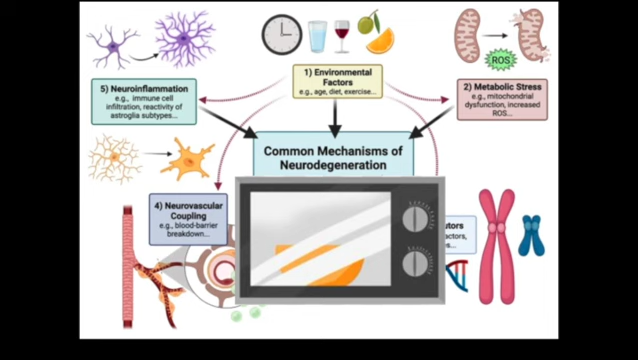 1) Environmental
Factors
e.g., age, diet, exercise...
ROS
5) Neuroinflammation
e.g., immune cell
infiltration, reactivity of
astroglia subtypes...
2) Metabolic Stress
e.g., mitochondrial
dysfunction, increased
ROS...
Common Mechanisms of
Neurodegeneration
4) Neurovascular
Coupling
e.g., blood-barrier
breakdown...